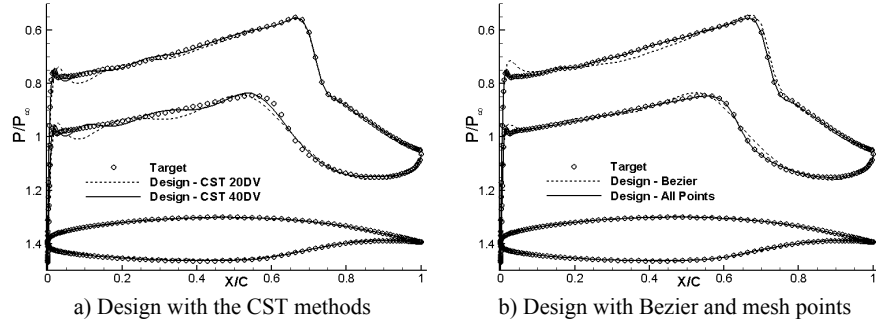 0.6
0.8
1
1.2
1.4
P/P∞
Target
Design - CST 20DV
Design - CST 40DV
0 0.2 0.4 0.6 0.8 1
X/C
a) Design with the CST methods
0.6
0.8
1
1.2
1.4
P/P∞
Target
Design - Bezier
Design - All Points
0 0.2 0.4 0.6 0.8 1
X/C
b) Design with Bezier and mesh points